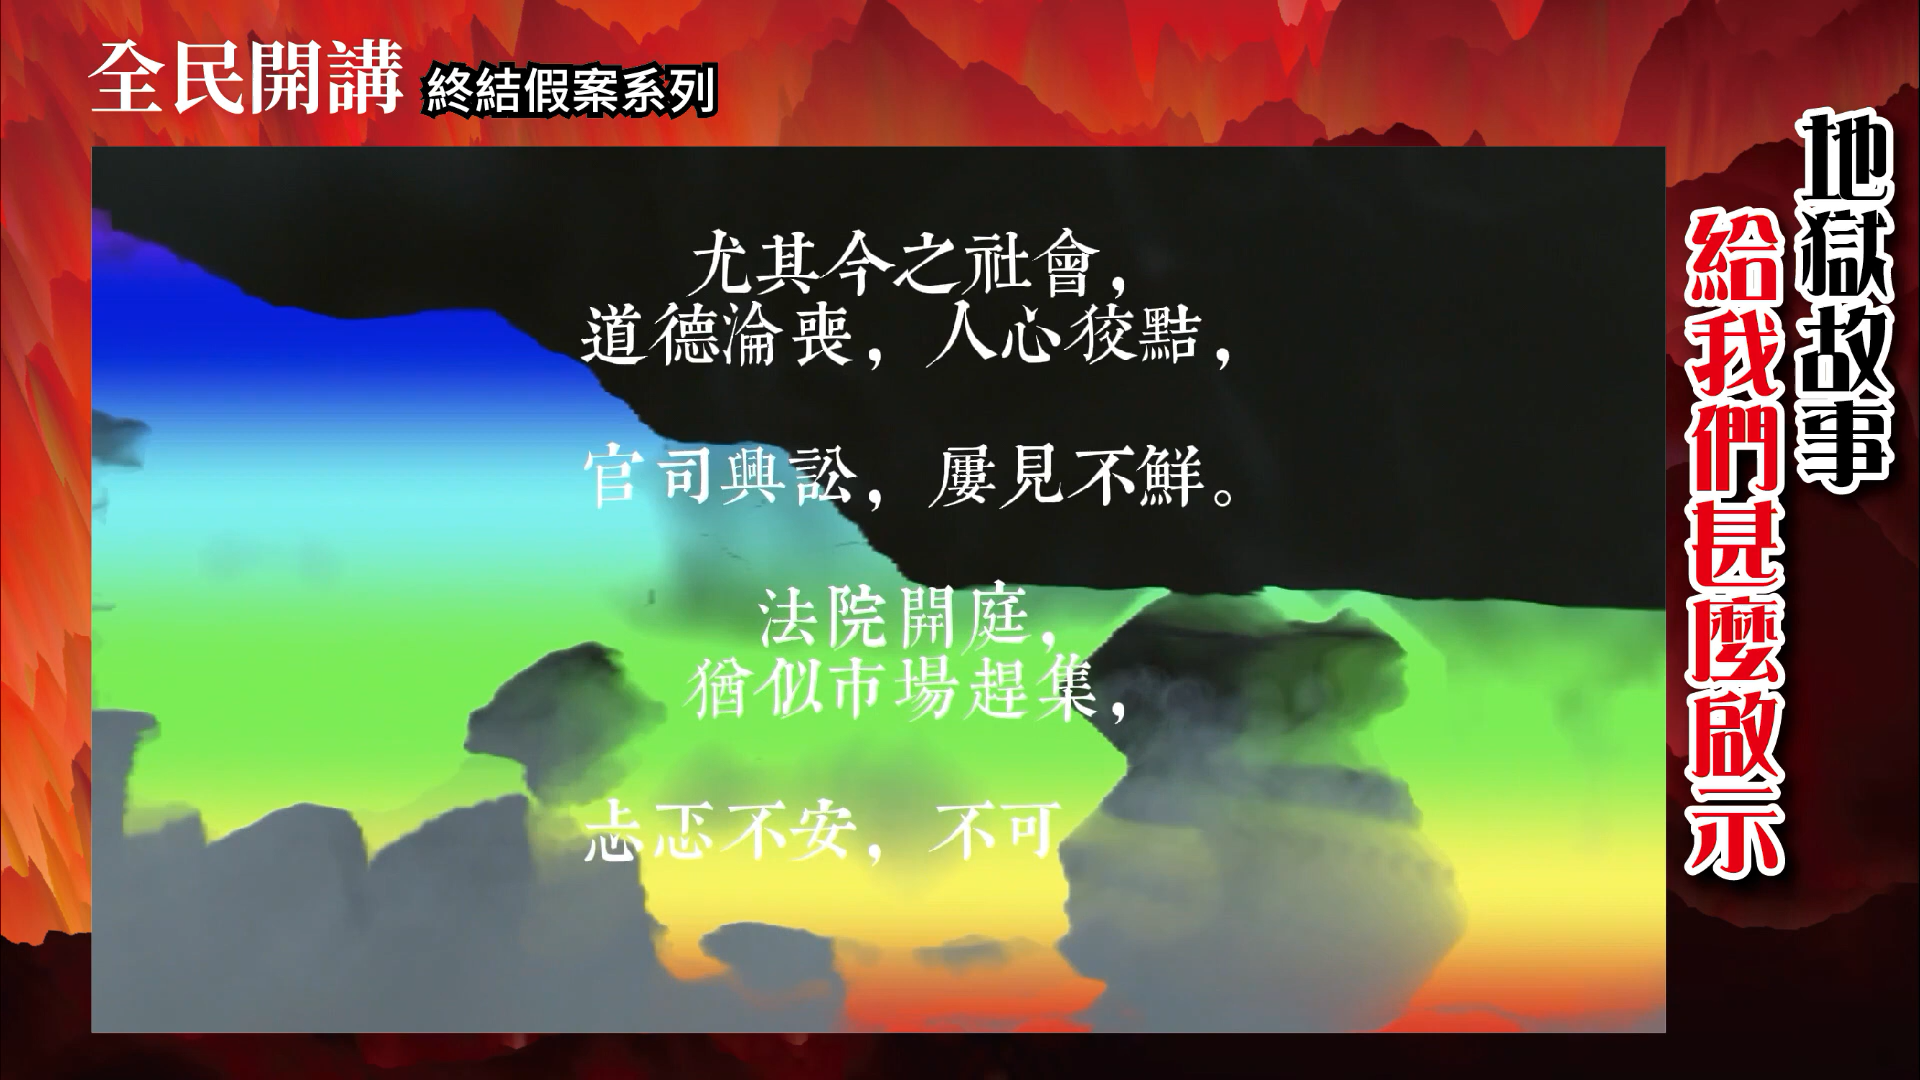 全民開講 終結假案系列
地獄故事
給我們甚麼啟示
尤其今之社會，
道德淪喪，人心狡黠，
官司興訟，屢見不鮮。
法院開庭，
猶似市場趕集，
忐忑不安，不可